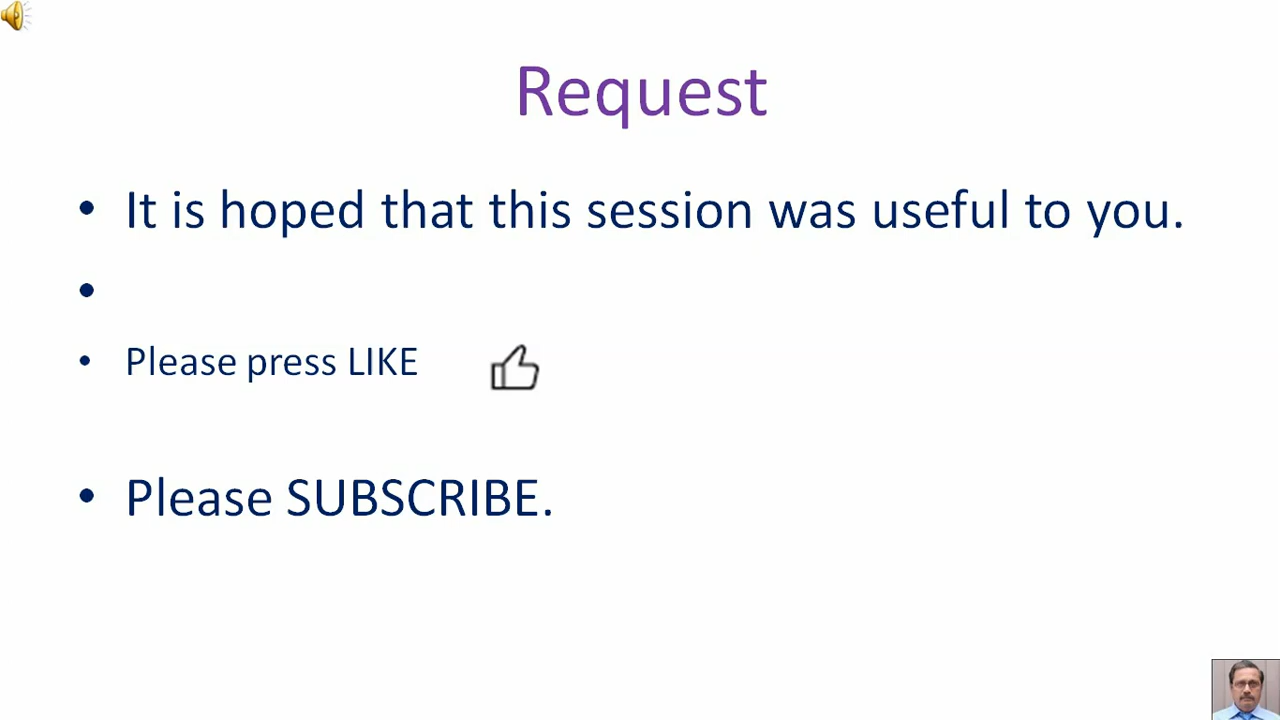 Request
• It is hoped that this session was useful to you.
•
• Please press LIKE
• Please SUBSCRIBE.